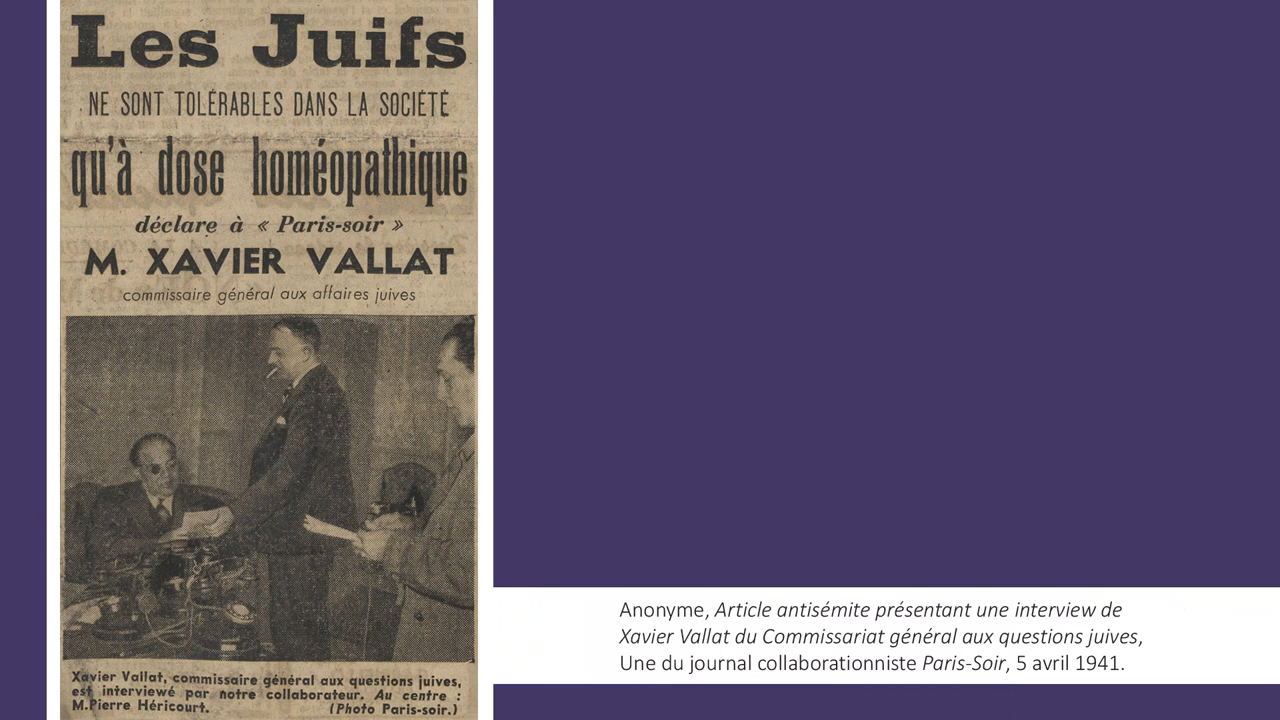 Les Juifs
NE SONT TOLÉRABLES DANS LA SOCIÉTÉ
qu'à dose homéopathique
déclare à « Paris-soir »
M. XAVIER VALLAT
commissaire général aux affaires juives
Xavier Vallat, commissaire général aux questions juives,
est interviewé par notre collaborateur. Au centre :
M.Pierre Héricourt. (Photo Paris-soir.)
Anonyme, Article antisémite présentant une interview de
Xavier Vallat du Commissariat général aux questions juives,
Une du journal collaborationniste Paris-Soir, 5 avril 1941.